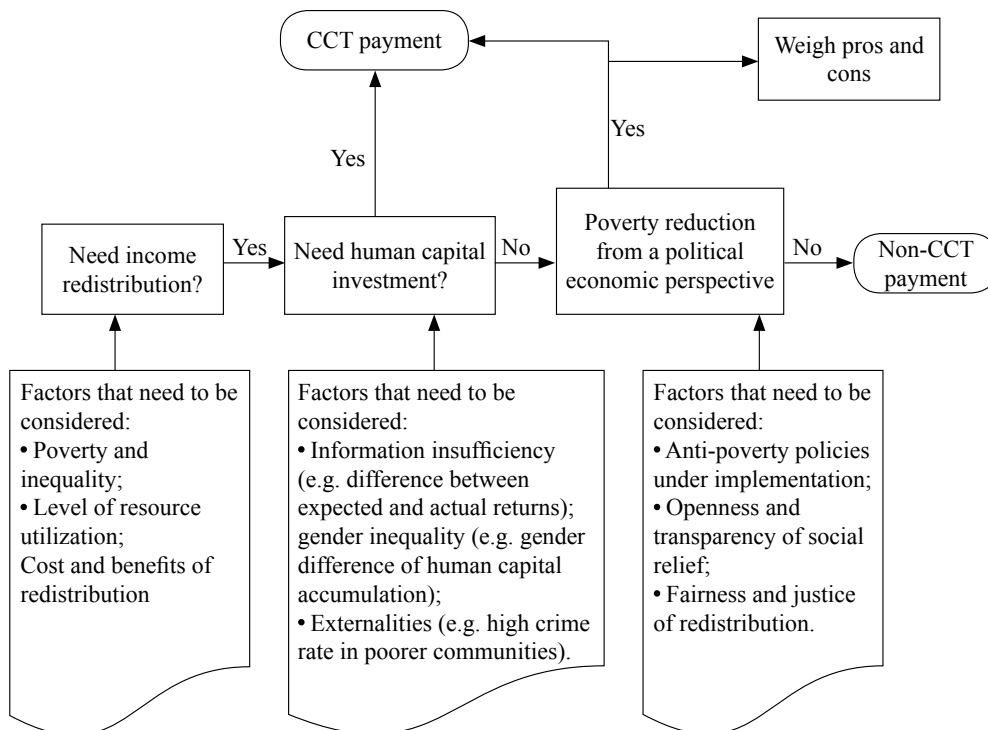 CCT payment
Weigh pros and
cons
Yes
Yes
Need income
redistribution?
Yes
Need human capital
investment?
No
Poverty reduction
from a political
economic perspective
No
Non-CCT
payment
Factors that need to be
considered:
• Poverty and
inequality;
• Level of resource
utilization;
Cost and benefits of
redistribution
Factors that need to be
considered:
• Information insufficiency
(e.g. difference between
expected and actual returns);
gender inequality (e.g. gender
difference of human capital
accumulation);
• Externalities (e.g. high crime
rate in poorer communities).
Factors that need to be
considered:
• Anti-poverty policies
under implementation;
• Openness and
transparency of social
relief;
• Fairness and justice
of redistribution.